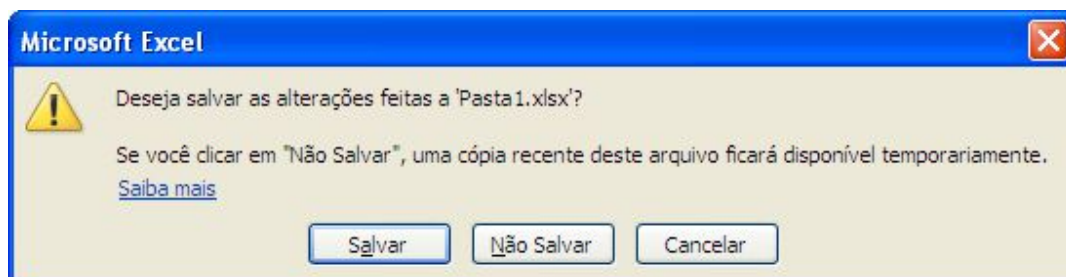 Microsoft Excel
Deseja salvar as alterações feitas a 'Pasta1.xlsx'?
Se você clicar em "Não Salvar", uma cópia recente deste arquivo ficará disponível temporariamente.
Saiba mais
Salvar Não Salvar Cancelar